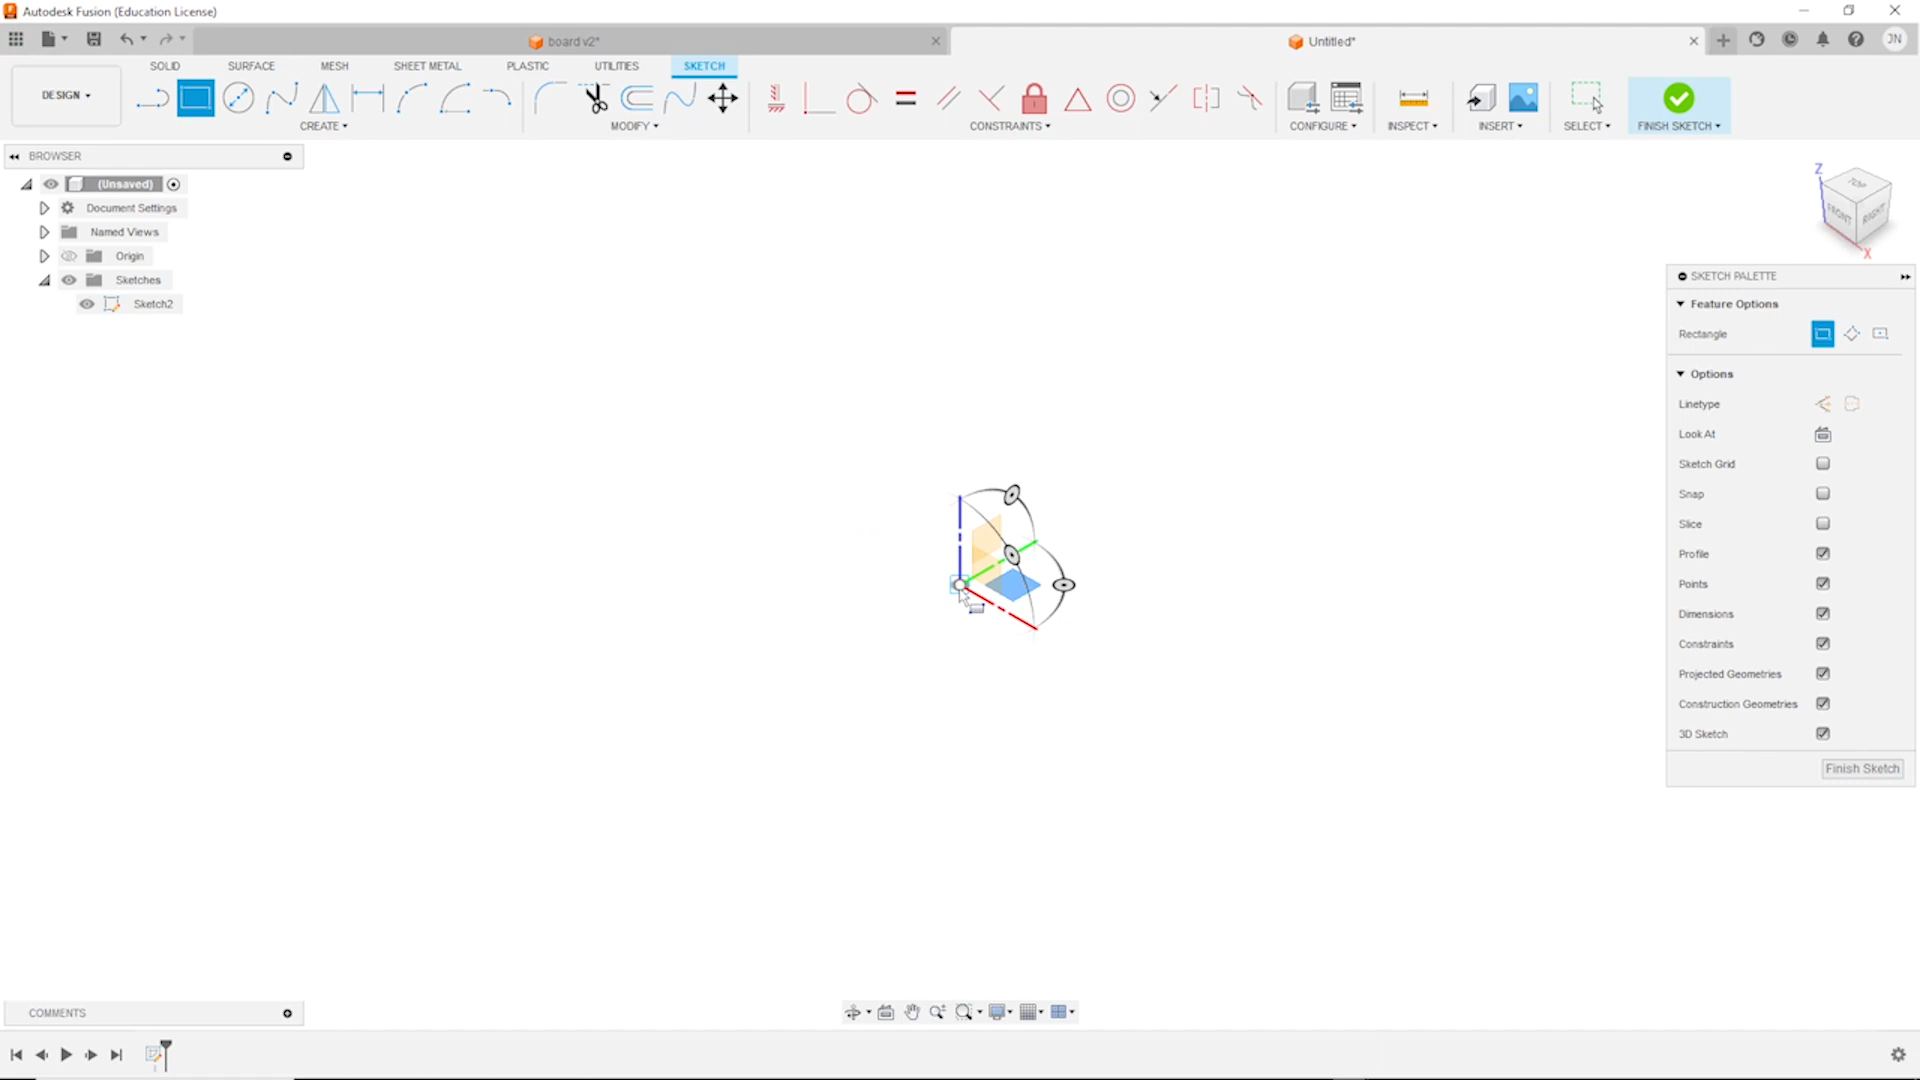 Autodesk Fusion (Education License)
board v2*
Untitled*
JN
SOLID
SURFACE
MESH
SHEET METAL
PLASTIC
UTILITIES
SKETCH
DESIGN
CREATE
MODIFY
CONSTRAINTS
CONFIGURE
INSPECT
INSERT
SELECT
FINISH SKETCH
BROWSER
(Unsaved)
Document Settings
Named Views
Origin
Sketches
Sketch2
Z
TOP
FRONT
RIGHT
X
SKETCH PALETTE
Feature Options
Rectangle
Options
Linetype
Look At
Sketch Grid
Snap
Slice
Profile
Points
Dimensions
Constraints
Projected Geometries
Construction Geometries
3D Sketch
Finish Sketch
COMMENTS